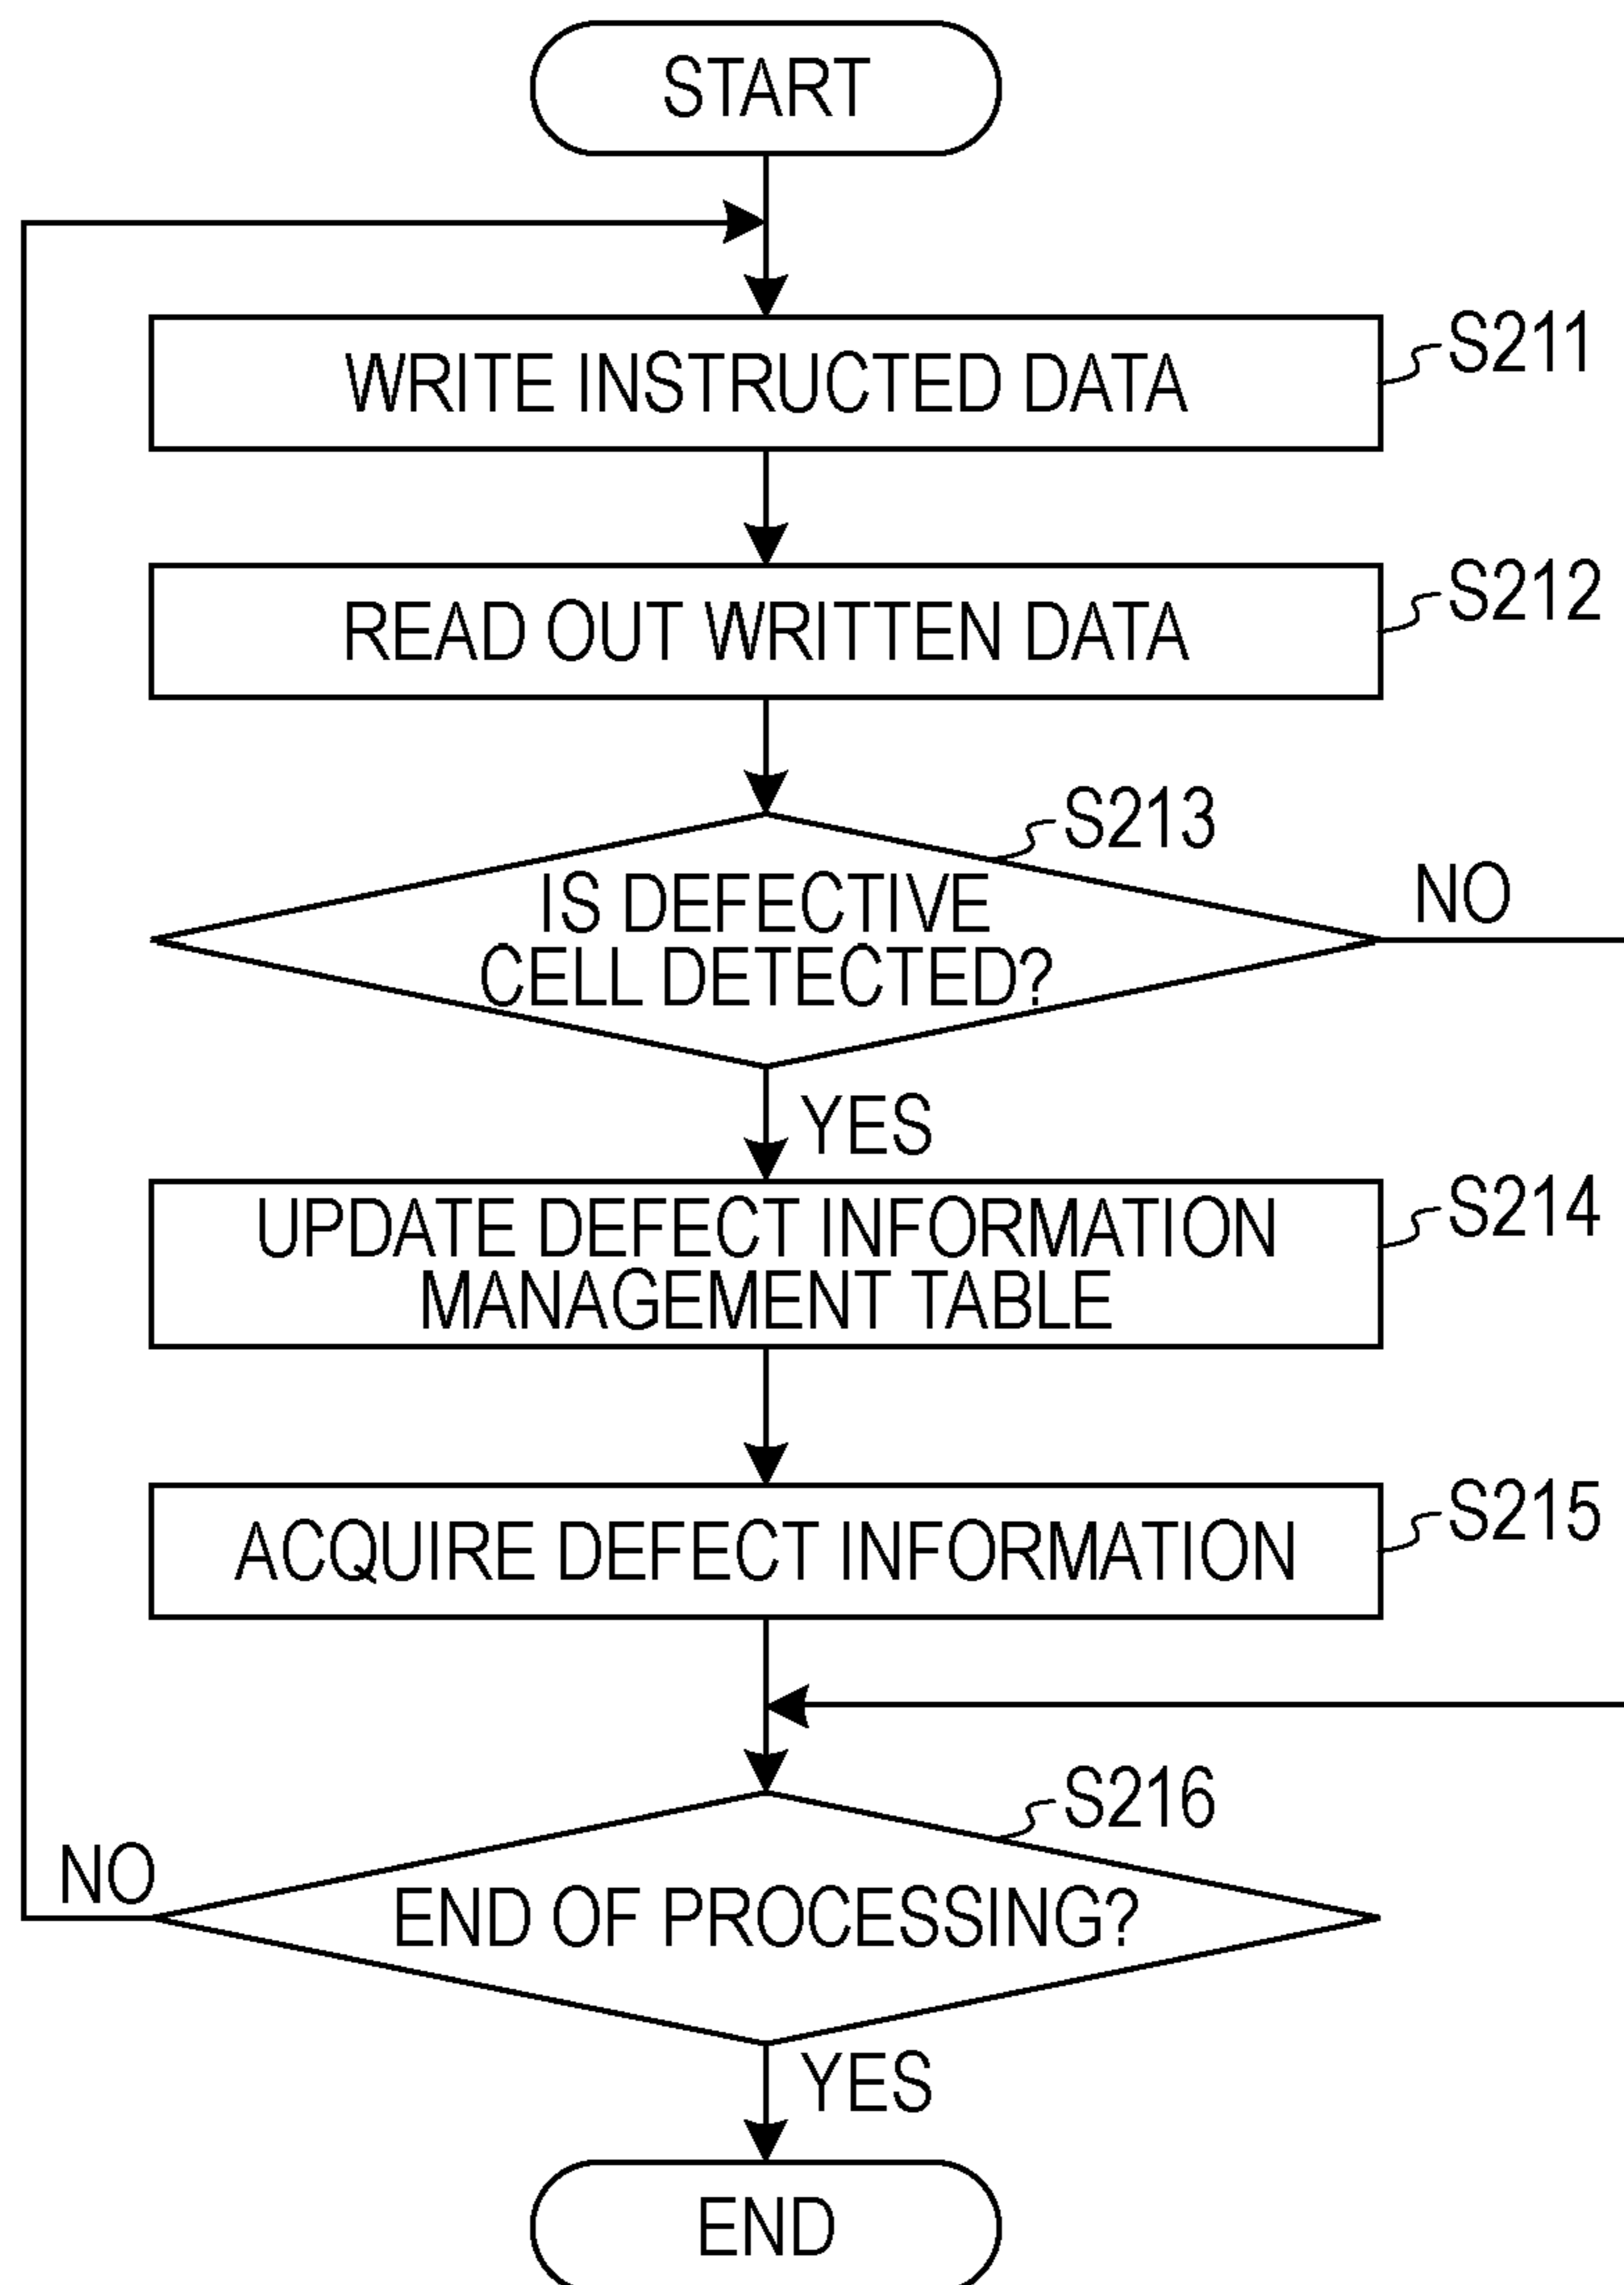 START
WRITE INSTRUCTED DATA
S211
READ OUT WRITTEN DATA
S212
S213
IS DEFECTIVE
CELL DETECTED?
NO
YES
UPDATE DEFECT INFORMATION
MANAGEMENT TABLE
S214
ACQUIRE DEFECT INFORMATION
S215
S216
NO
END OF PROCESSING?
YES
END